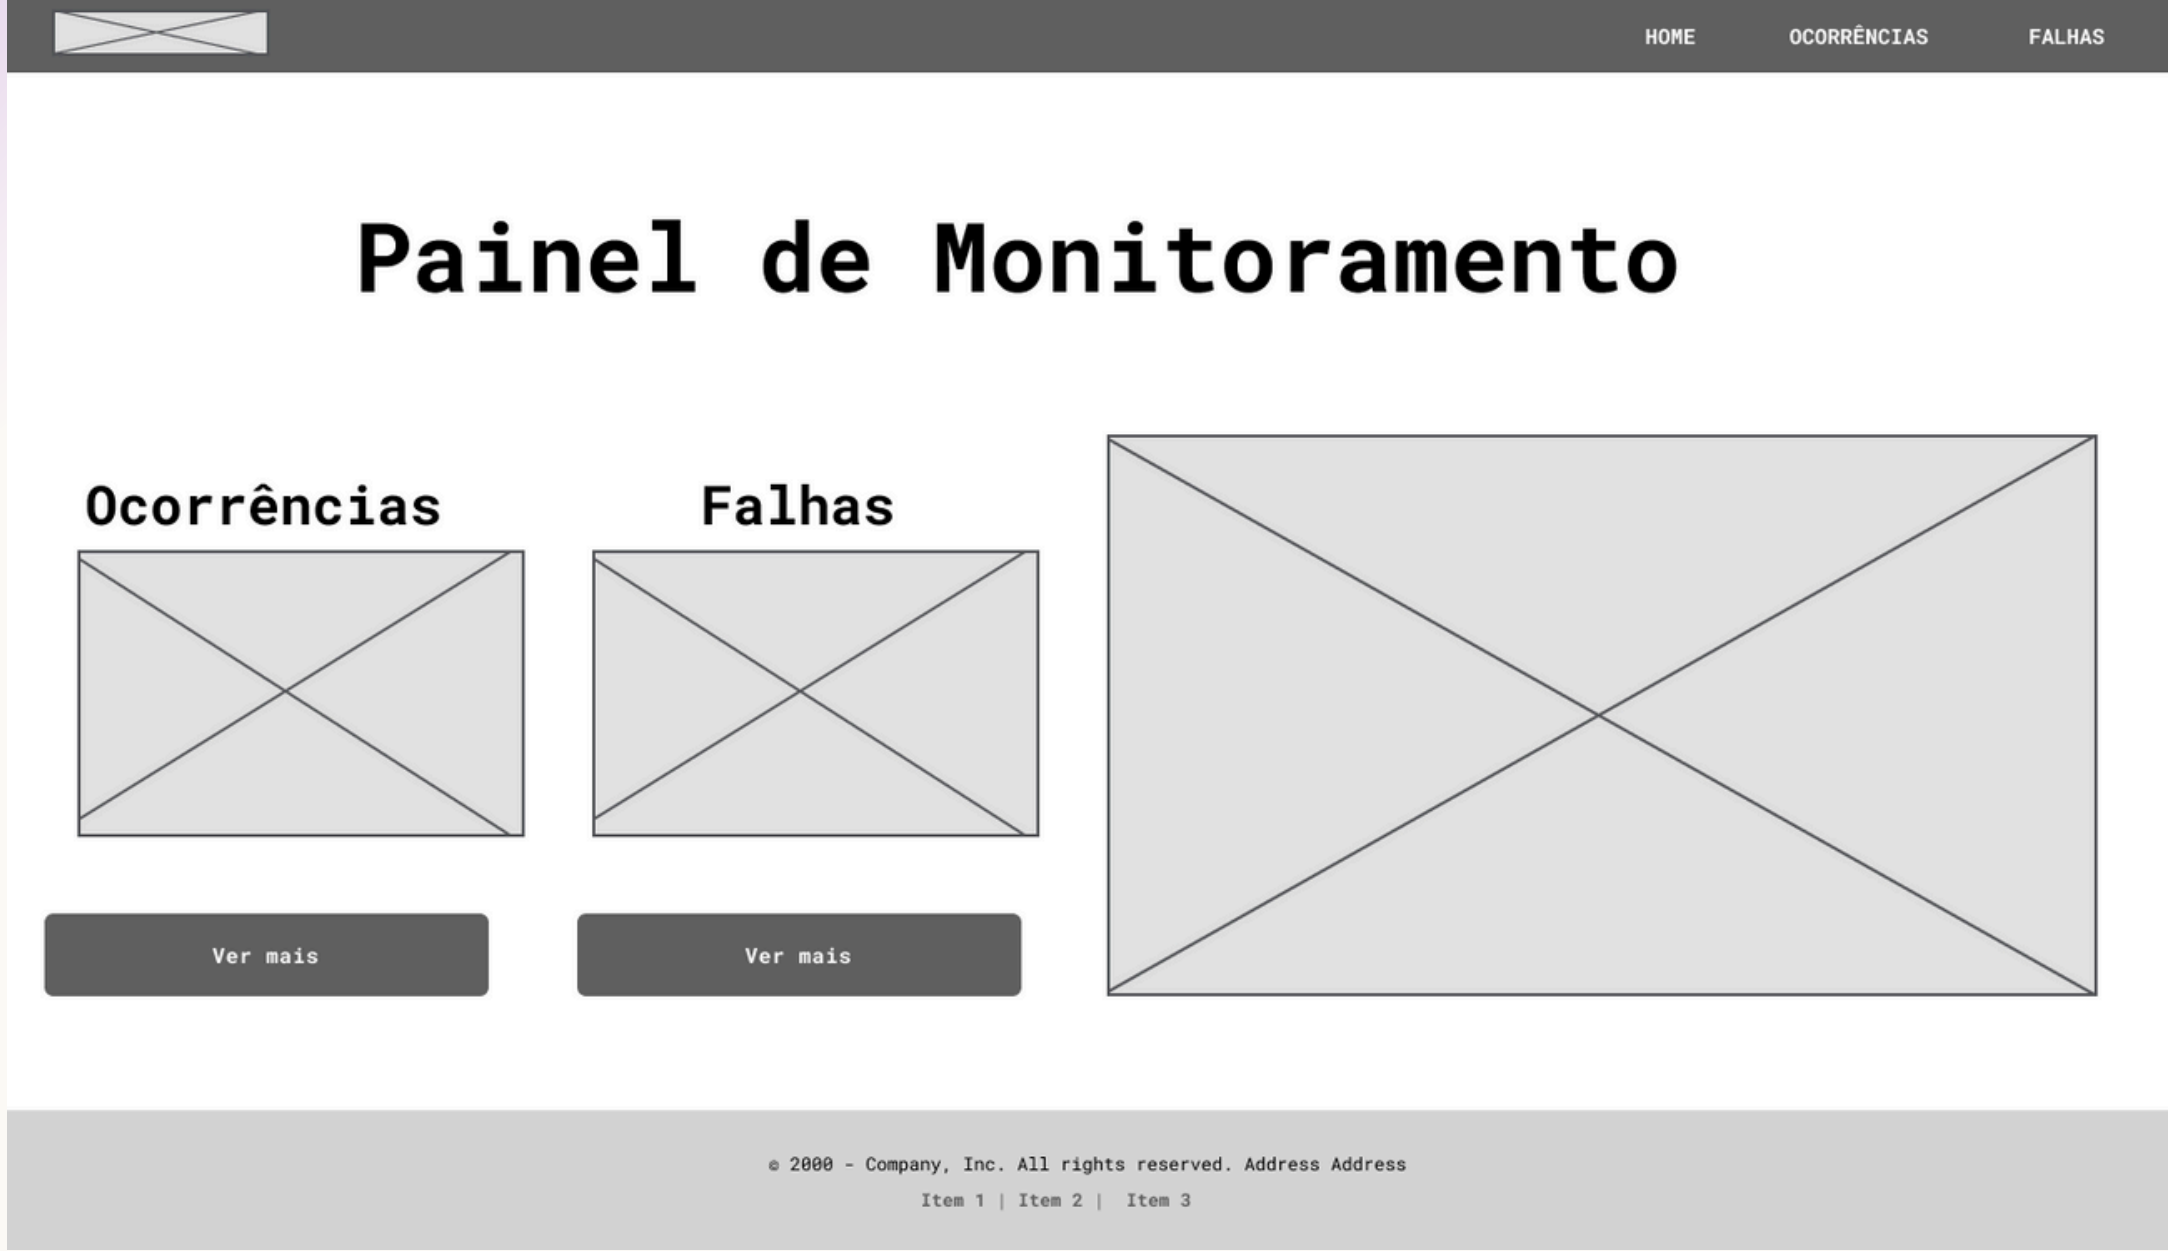 HOME OCORRÊNCIAS FALHAS
Painel de Monitoramento
Ocorrências
Falhas
Ver mais
Ver mais
© 2000 - Company, Inc. All rights reserved. Address Address
Item 1 | Item 2 | Item 3